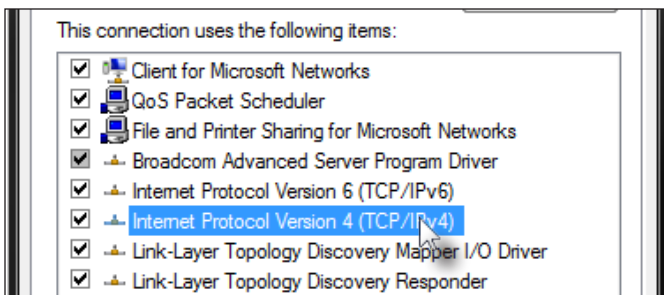 This connection uses the following items:
Client for Microsoft Networks
QoS Packet Scheduler
File and Printer Sharing for Microsoft Networks
Broadcom Advanced Server Program Driver
Internet Protocol Version 6 (TCP/IPv6)
Internet Protocol Version 4 (TCP/IPv4)
Link-Layer Topology Discovery Mapper I/O Driver
Link-Layer Topology Discovery Responder